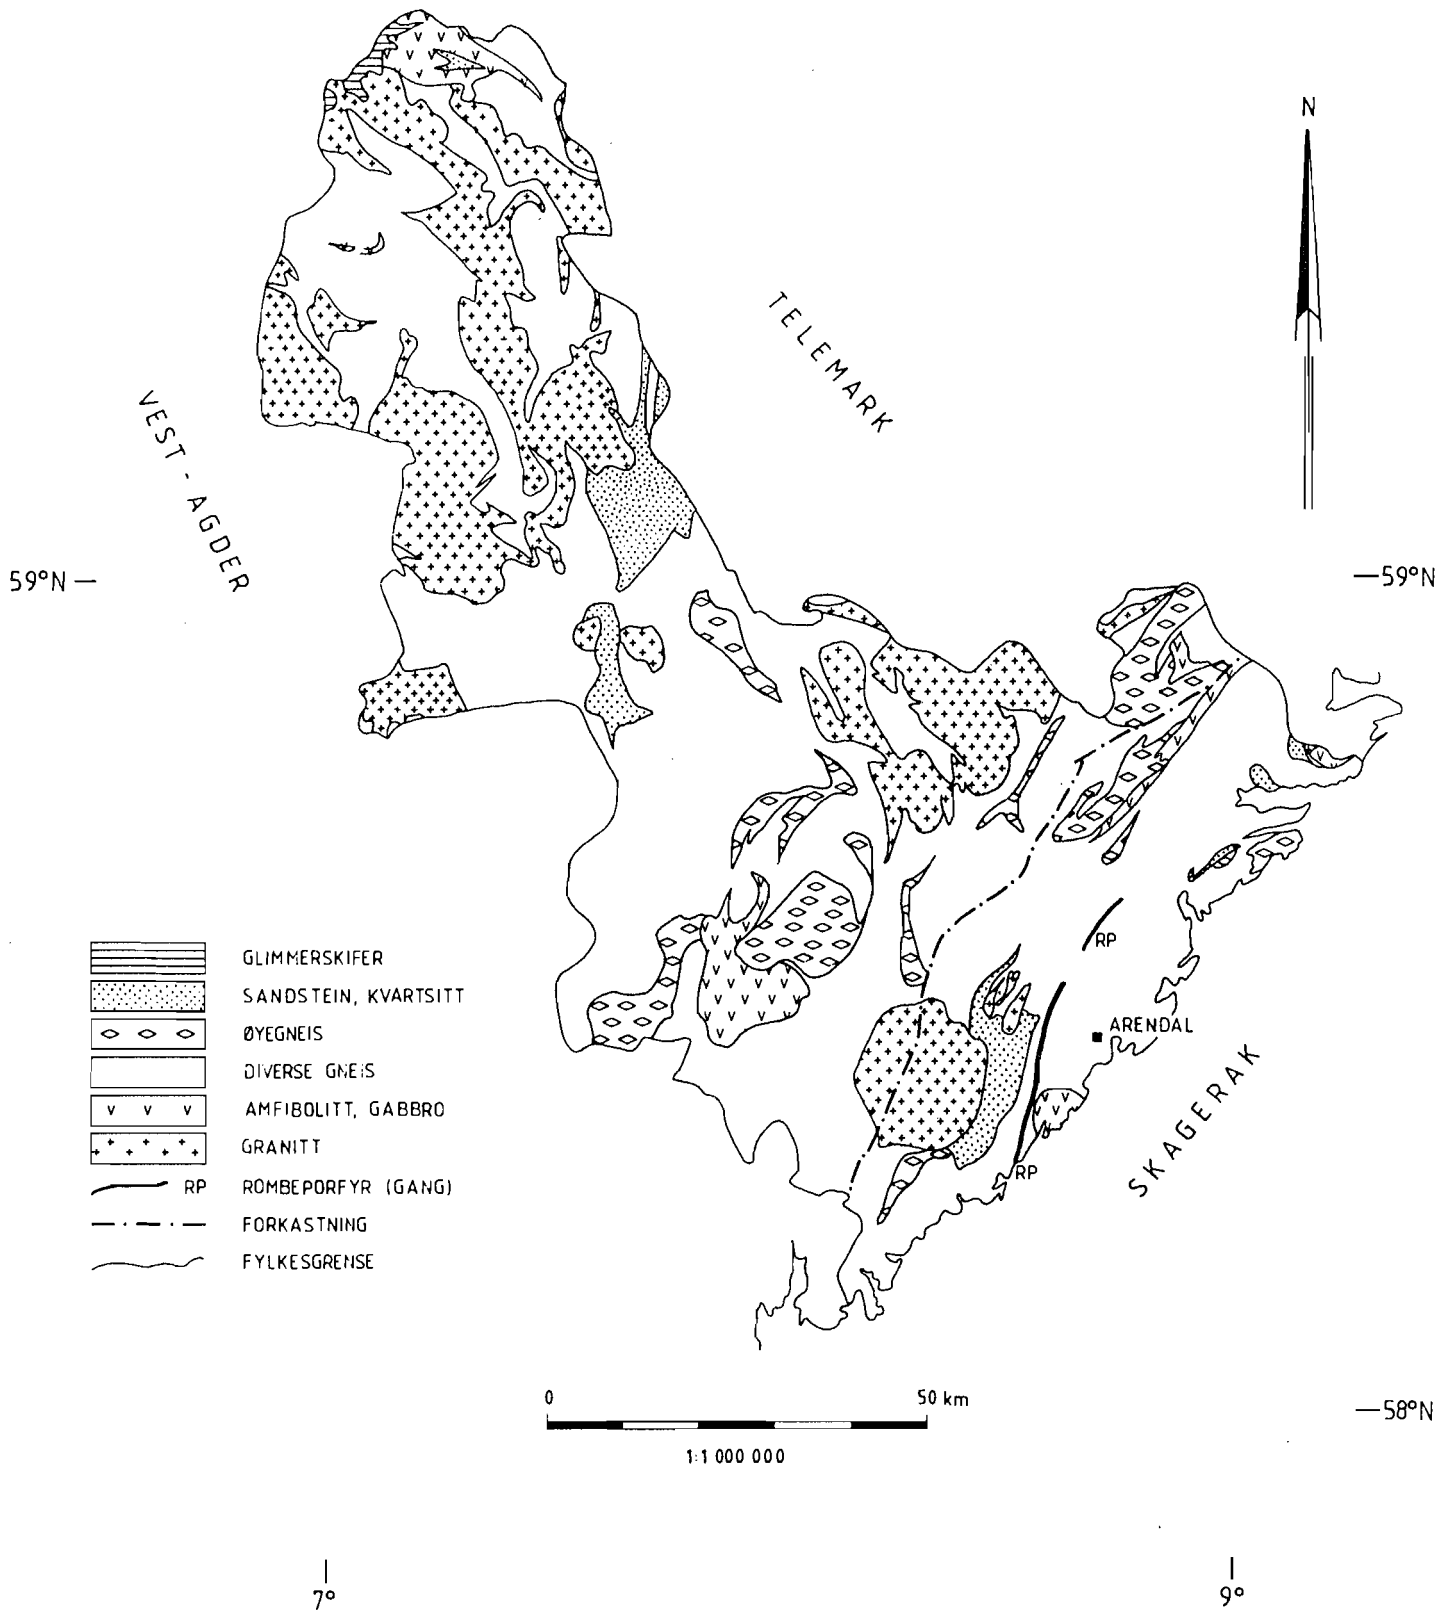 N
TELEMARK
VEST-AGDER
59°N
59°N
GLIMMERSKIFER
SANDSTEIN, KVARTSITT
ØYEGNEIS
DIVERSE GNEIS
AMFIBOLITT, GABBRO
GRANITT
RP ROMBEPORFYR (GANG)
FORKASTNING
FYLKESGRENSE
RP
ARENDAL
SKAGERAK
RP
0 50 km
1:1 000 000
58°N
7° 9°